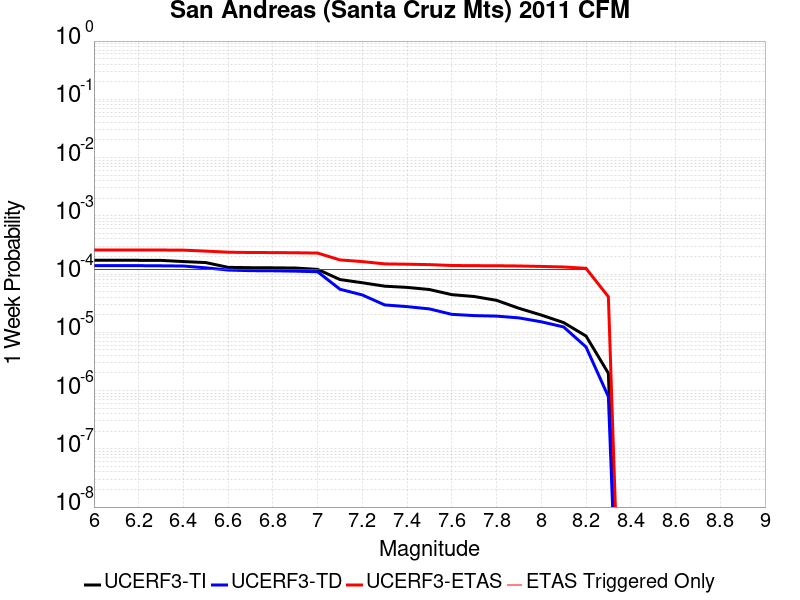 San Andreas (Santa Cruz Mts) 2011 CFM
10^0
10^-1
10^-2
10^-3
10^-4
10^-5
10^-6
10^-7
10^-8
1 Week Probability
6 6.2 6.4 6.6 6.8 7 7.2 7.4 7.6 7.8 8 8.2 8.4 8.6 8.8 9
Magnitude
UCERF3-TI UCERF3-TD UCERF3-ETAS ETAS Triggered Only